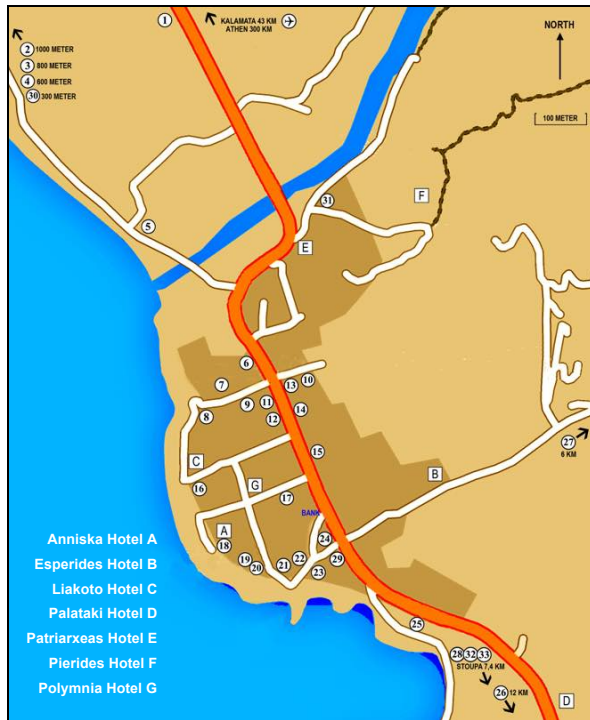 1
KALAMATA 43 KM
ATHEN 300 KM
NORTH
2 1000 METER
3 800 METER
4 600 METER
30 300 METER
100 METER
F
31
5
E
6
7
13
10
9
11
12
14
8
15
27
6 KM
C
B
16
G
17
BANK
A
18
24
19
20
21
22
23
29
Anniska Hotel A
Esperides Hotel B
Liakoto Hotel C
Palataki Hotel D
Patriarxeas Hotel E
Pierides Hotel F
Polymnia Hotel G
25
28 32 33
STOUPA 7,4 KM
26 12 KM
D